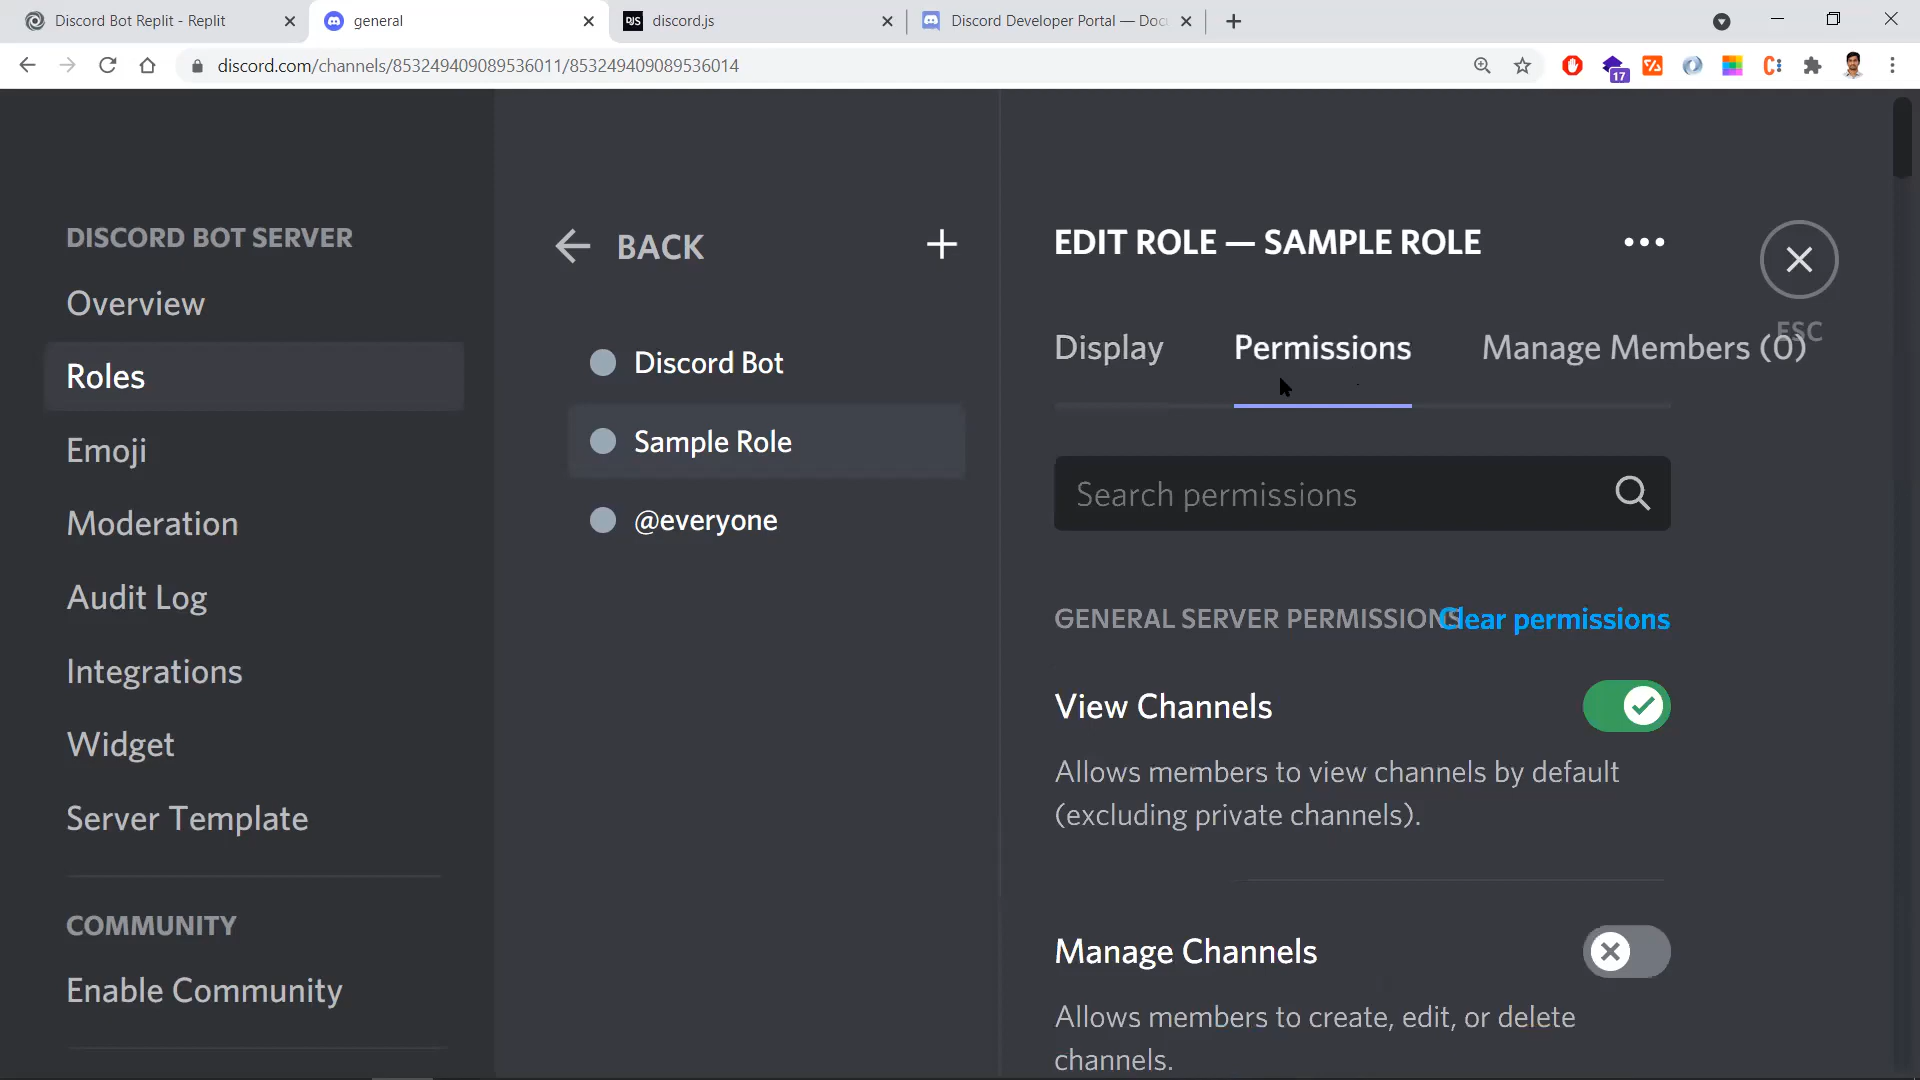 Discord Bot Replit - Replit
general
discord.js
Discord Developer Portal — Doc
discord.com/channels/853249409089536011/853249409089536014
17
DISCORD BOT SERVER
Overview
Roles
Emoji
Moderation
Audit Log
Integrations
Widget
Server Template
COMMUNITY
Enable Community
BACK
Discord Bot
Sample Role
@everyone
EDIT ROLE — SAMPLE ROLE
ESC
Display Permissions Manage Members (0)
Search permissions
GENERAL SERVER PERMISSIONS Clear permissions
View Channels
Allows members to view channels by default
(excluding private channels).
Manage Channels
Allows members to create, edit, or delete
channels.